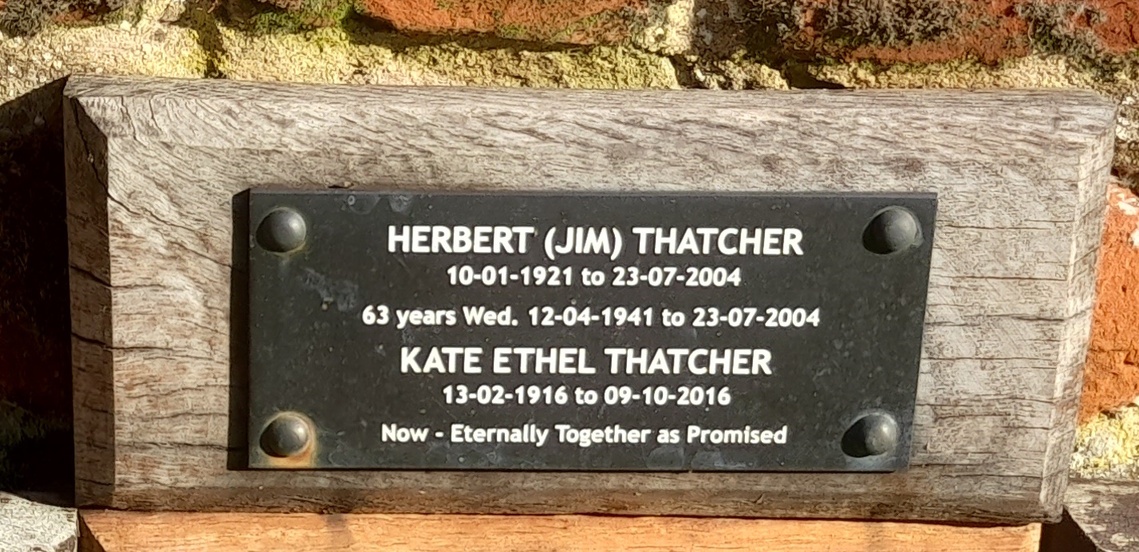 HERBERT (JIM) THATCHER
10-01-1921 to 23-07-2004
63 years Wed. 12-04-1941 to 23-07-2004
KATE ETHEL THATCHER
13-02-1916 to 09-10-2016
Now - Eternally Together as Promised